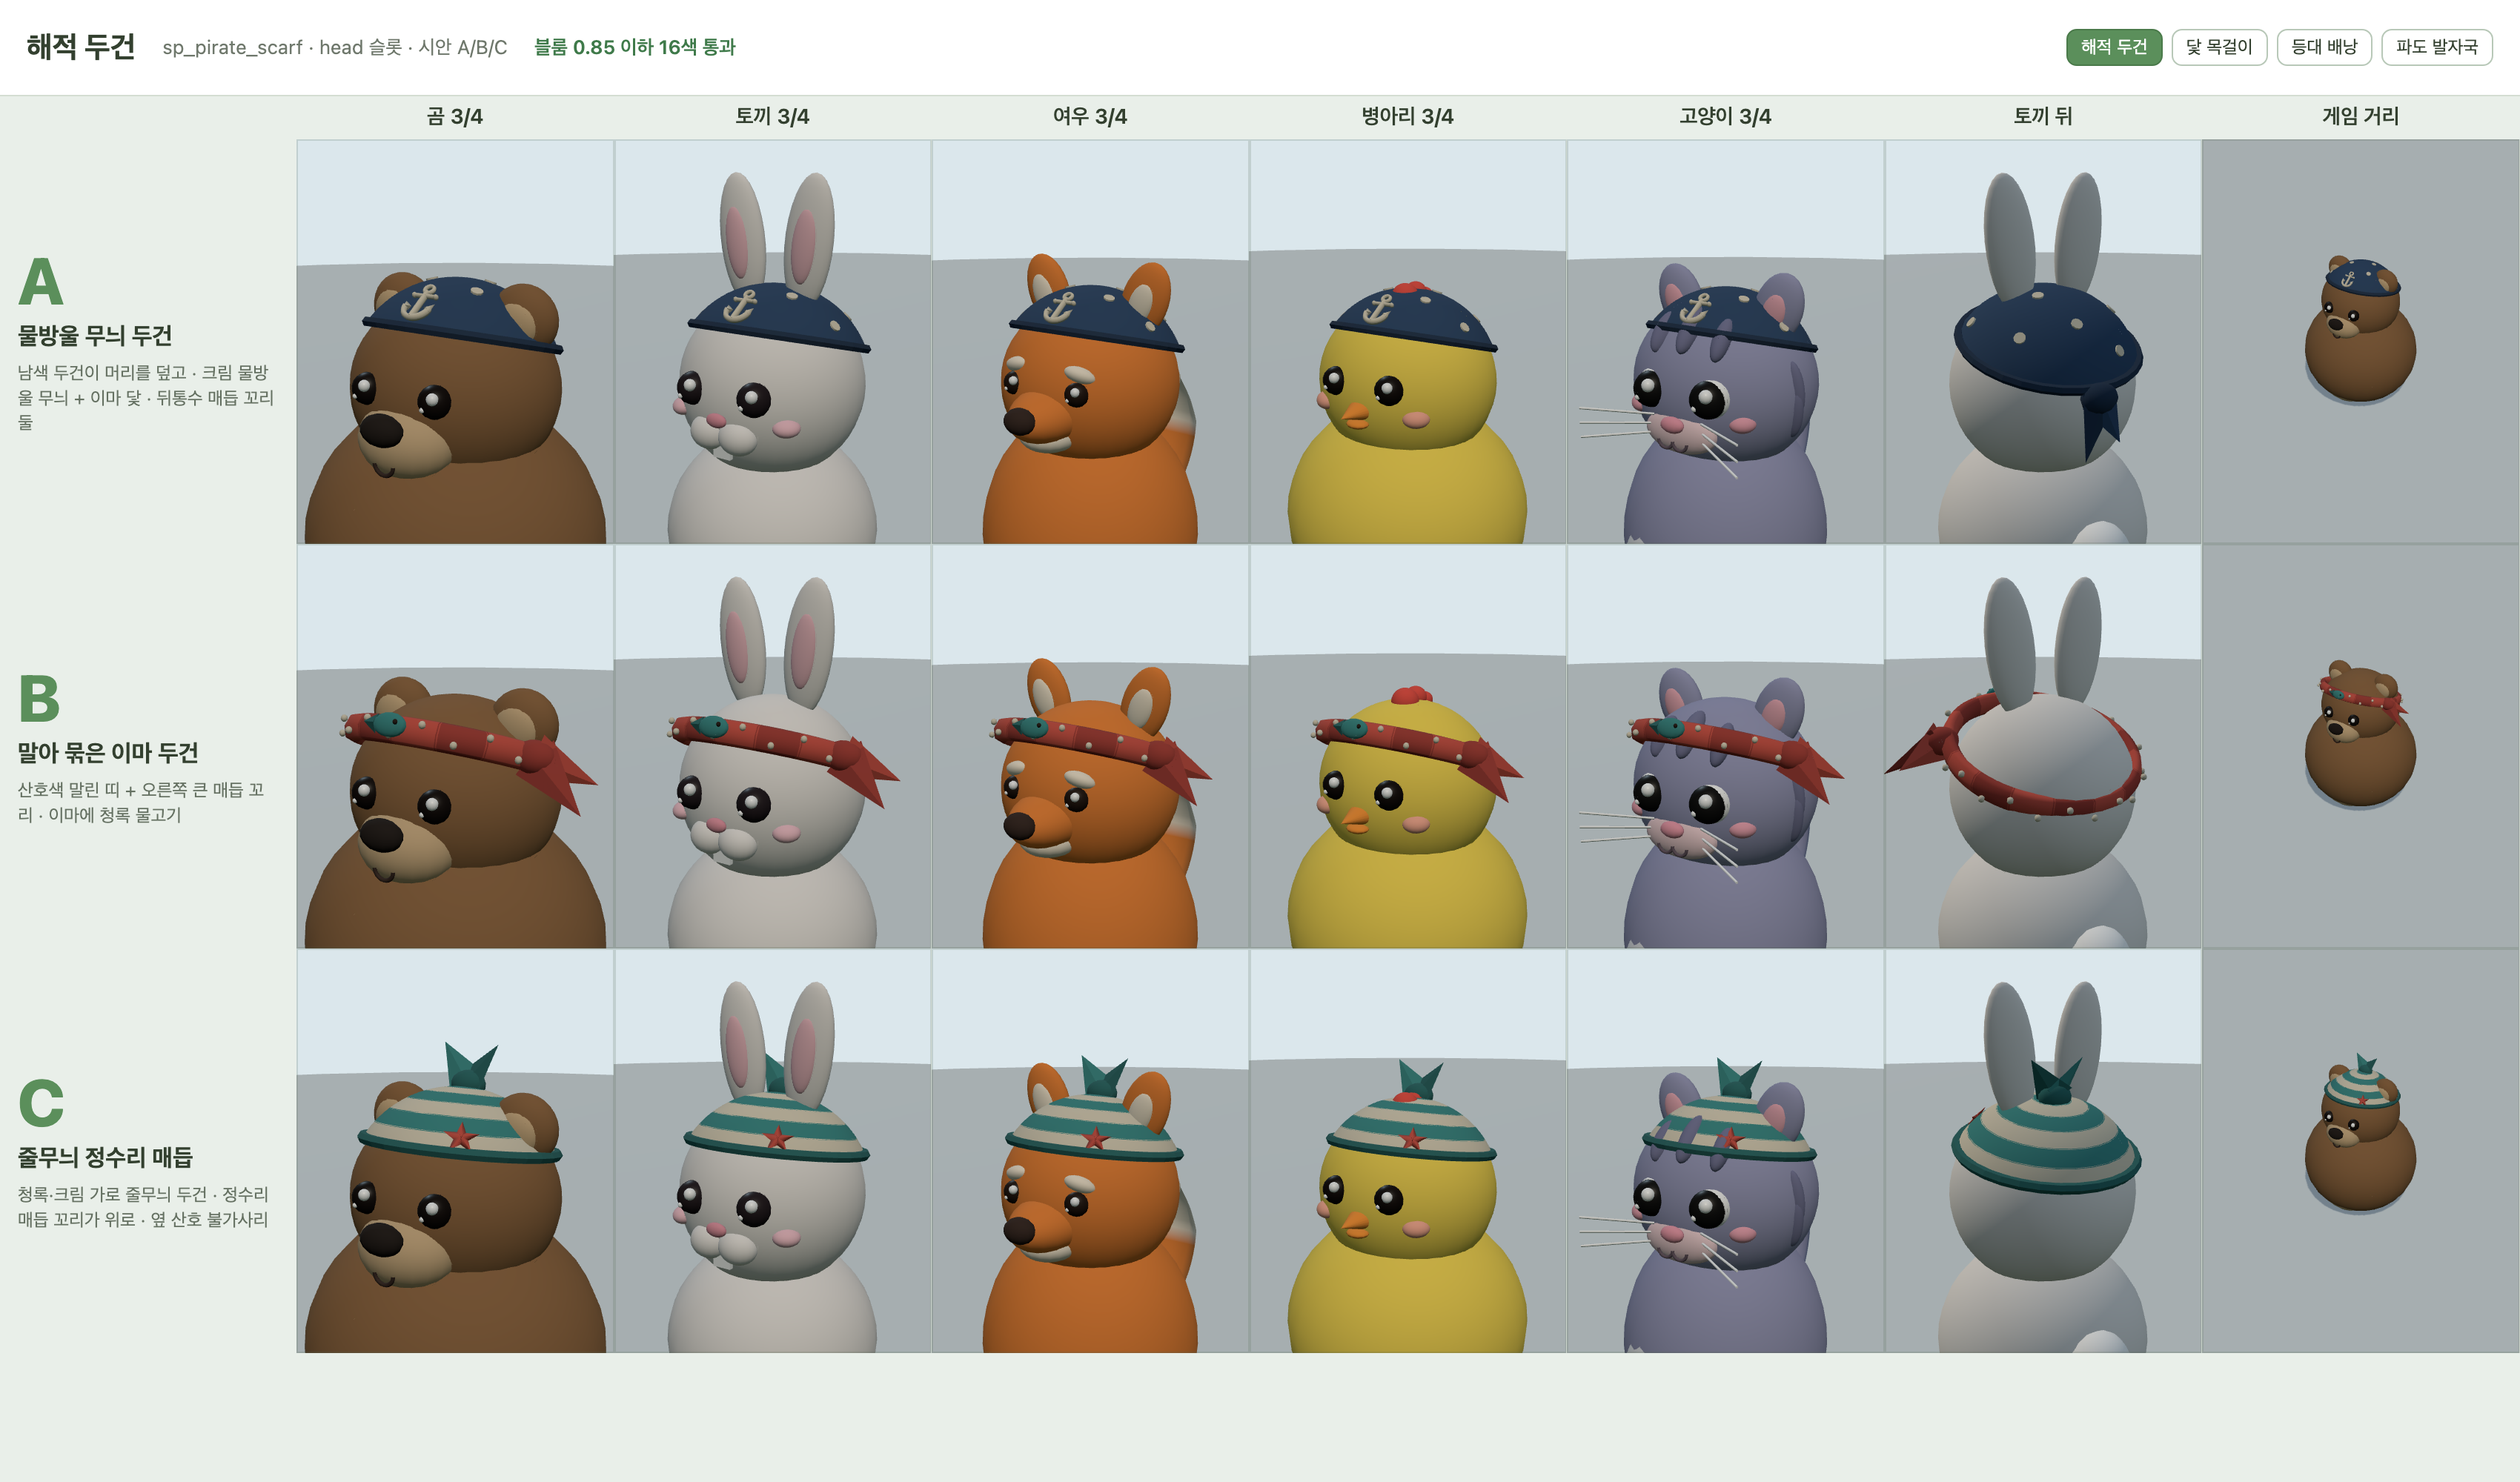 해적 두건
sp_pirate_scarf · head 슬롯 · 시안 A/B/C
블룸 0.85 이하 16색 통과
해적 두건
닻 목걸이
등대 배낭
파도 발자국
곰 3/4
토끼 3/4
여우 3/4
병아리 3/4
고양이 3/4
토끼 뒤
게임 거리
A
물방울 무늬 두건
남색 두건이 머리를 덮고 · 크림 물방
울 무늬 + 이마 닻 · 뒤통수 매듭 꼬리
둘
B
말아 묶은 이마 두건
산호색 말린 띠 + 오른쪽 큰 매듭 꼬
리 · 이마에 청록 물고기
C
줄무늬 정수리 매듭
청록·크림 가로 줄무늬 두건 · 정수리
매듭 꼬리가 위로 · 옆 산호 불가사리